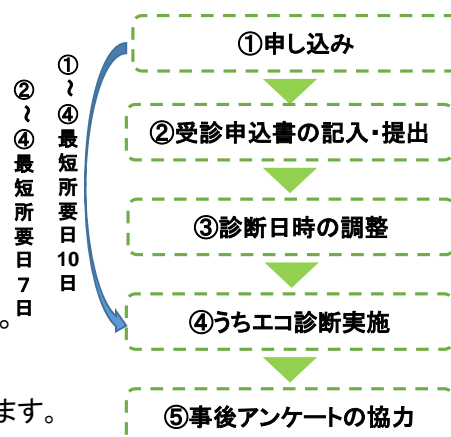 ①申し込み
②受診申込書の記入・提出
③診断日時の調整
④うちエコ診断実施
⑤事後アンケートの協力
①～④最短所要日10日
②～④最短所要日7日
。
ます。